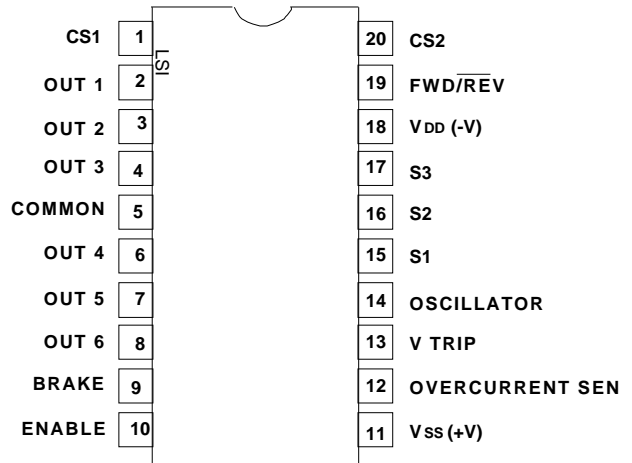 CS1 1 20 CS2
LSI
OUT 1 2 19 FWD/REV
OUT 2 3 18 VDD (-V)
OUT 3 4 17 S3
COMMON 5 16 S2
OUT 4 6 15 S1
OUT 5 7 14 OSCILLATOR
OUT 6 8 13 V TRIP
BRAKE 9 12 OVERCURRENT SEN
ENABLE 10 11 VSS (+V)